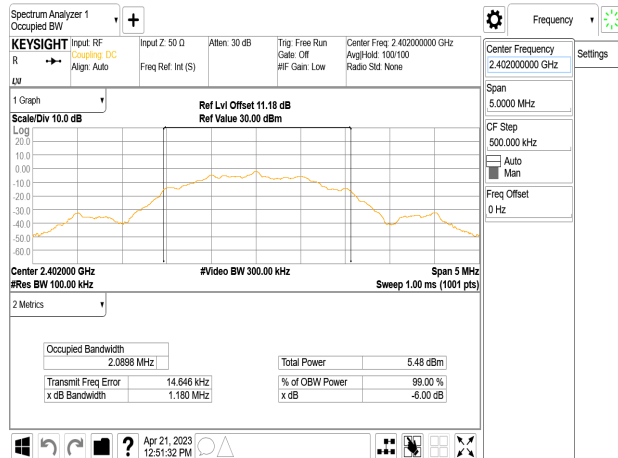 Spectrum Analyzer 1
Occupied BW
Frequency
KEYSIGHT
R
Input: RF
Coupling: DC
Align: Auto
Input Z: 50 Ω
Freq Ref: Int (S)
Atten: 30 dB
Trig: Free Run
Gate: Off
#IF Gain: Low
Center Freq: 2.402000000 GHz
Avg|Hold: 100/100
Radio Std: None
Center Frequency
2.402000000 GHz
Settings
Span
5.0000 MHz
CF Step
500.000 kHz
Auto
Man
Freq Offset
0 Hz
1 Graph
Scale/Div 10.0 dB
Ref Lvl Offset 11.18 dB
Ref Value 30.00 dBm
Log
20.0
10.0
0.00
-10.0
-20.0
-30.0
-40.0
-50.0
-60.0
Center 2.402000 GHz
#Res BW 100.00 kHz
#Video BW 300.00 kHz
Span 5 MHz
Sweep 1.00 ms (1001 pts)
2 Metrics
Occupied Bandwidth
2.0898 MHz
Total Power 5.48 dBm
Transmit Freq Error 14.646 kHz
% of OBW Power 99.00 %
x dB Bandwidth 1.180 MHz
x dB -6.00 dB
?
Apr 21, 2023
12:51:32 PM